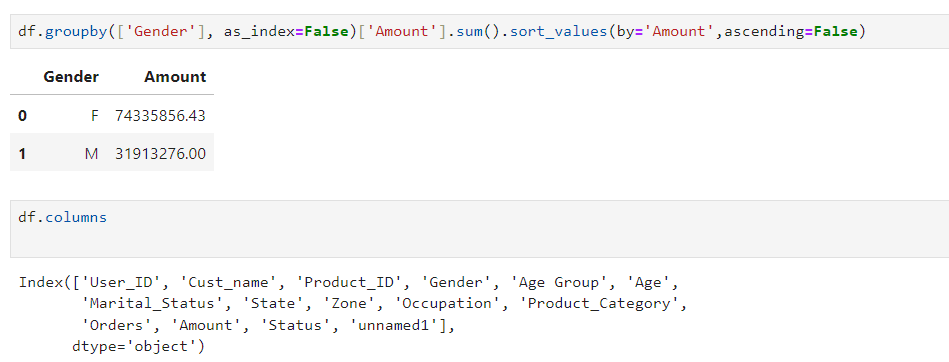 df.groupby(['Gender'], as_index=False)['Amount'].sum().sort_values(by='Amount',ascending=False)
Gender Amount
0 F 74335856.43
1 M 31913276.00
df.columns
Index(['User_ID', 'Cust_name', 'Product_ID', 'Gender', 'Age Group', 'Age',
'Marital_Status', 'State', 'Zone', 'Occupation', 'Product_Category',
'Orders', 'Amount', 'Status', 'unnamed1'],
dtype='object')